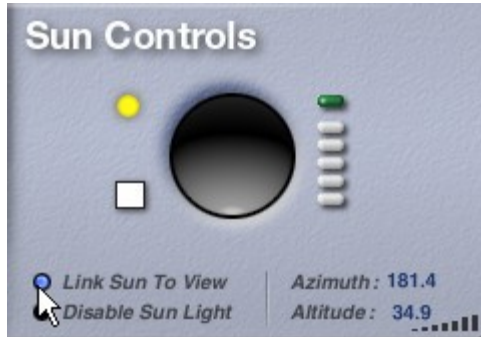 Sun Controls
Link Sun To View
Azimuth : 181.4
Disable Sun Light
Altitude : 34.9